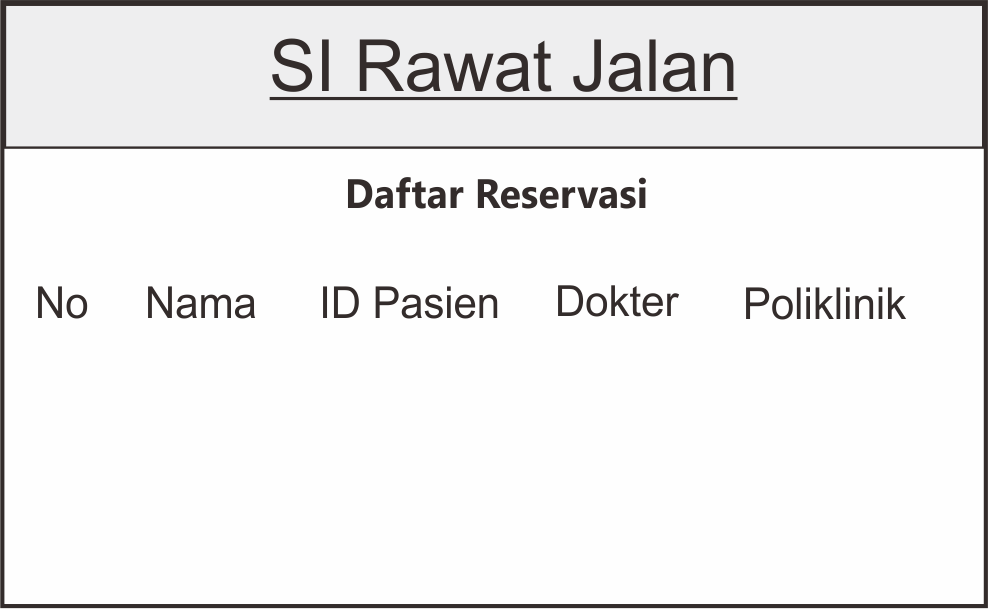 SI Rawat Jalan
Daftar Reservasi
No Nama ID Pasien Dokter Poliklinik